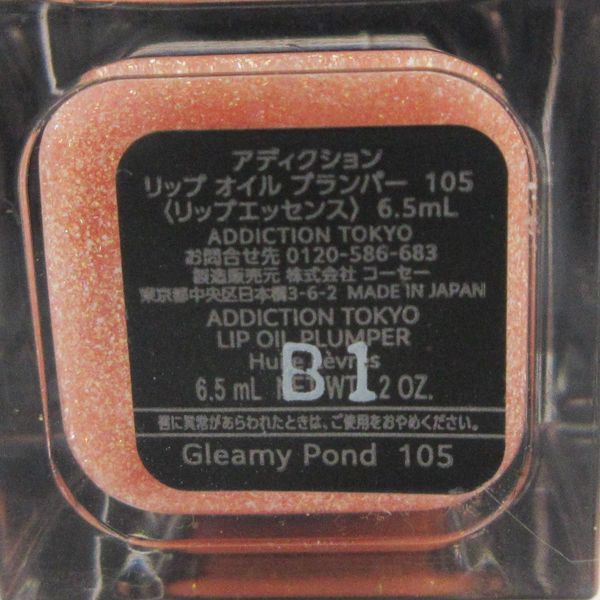 アディクション
リップ オイル プランパー 105
〈リップエッセンス〉 6.5mL
ADDICTION TOKYO
お問合せ先 0120-586-683
製造販売元 株式会社 コーセー
東京都中央区日本橋3-6-2 MADE IN JAPAN
ADDICTION TOKYO
LIP OIL PLUMPER
B1
6.5 mL 2 OZ.
唇に異常があらわれたときは、ご使用をおやめください。
Gleamy Pond 105